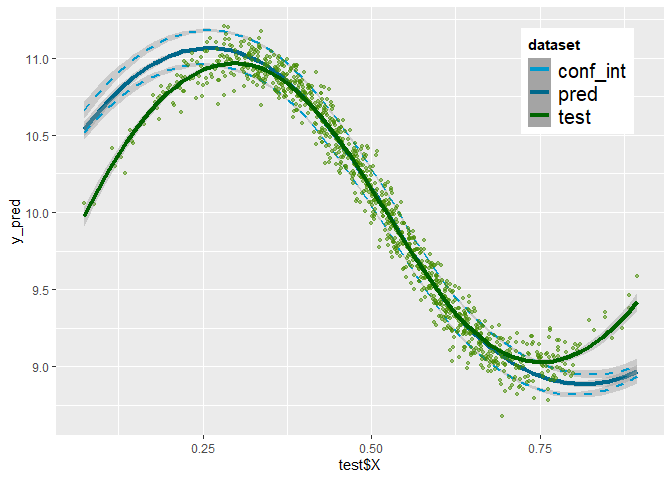 dataset
conf_int
pred
test
y_pred
11.0
10.5
10.0
9.5
9.0
0.25
0.50
0.75
test$X